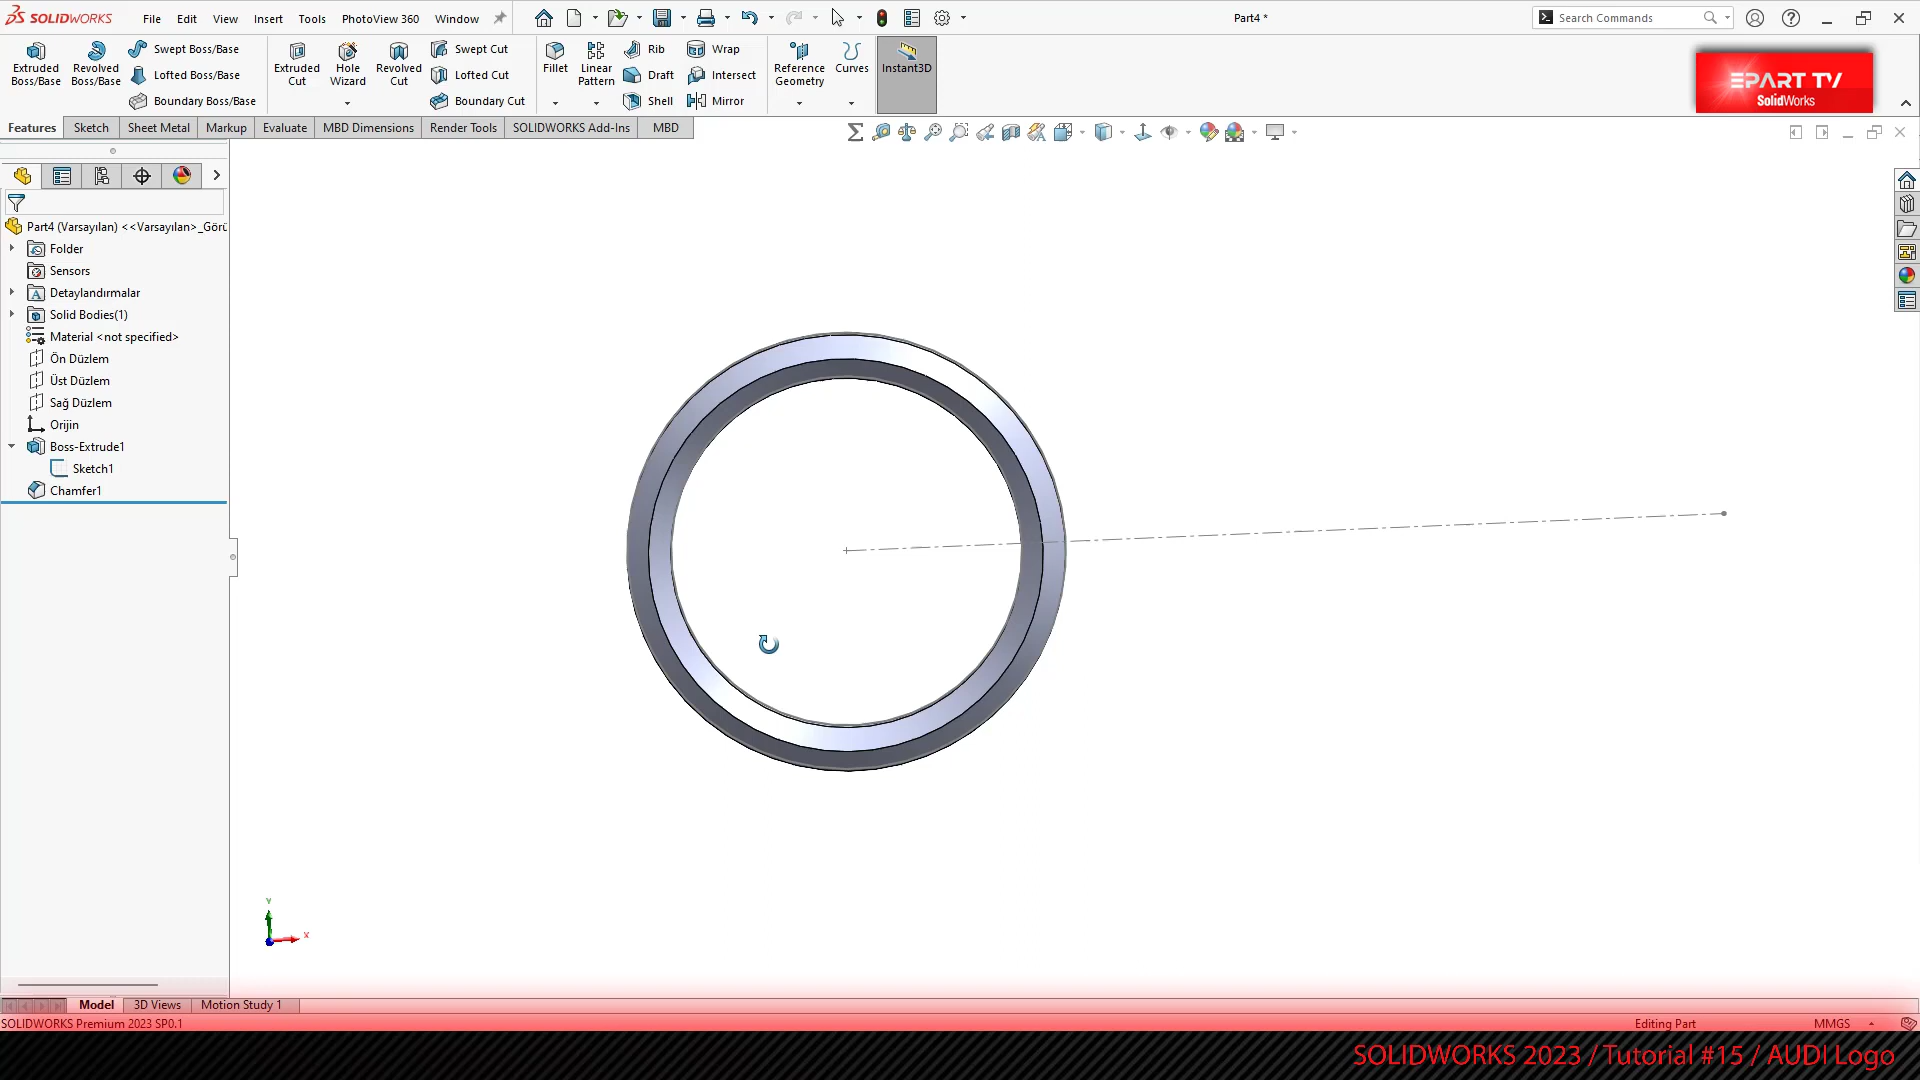 SOLIDWORKS File Edit View Insert Tools PhotoView 360 Window Part4 * Search Commands
Extruded Boss/Base
Revolved Boss/Base
Swept Boss/Base
Lofted Boss/Base
Boundary Boss/Base
Extruded Cut
Hole Wizard
Revolved Cut
Swept Cut
Lofted Cut
Boundary Cut
Fillet
Linear Pattern
Rib
Draft
Shell
Wrap
Intersect
Mirror
Reference Geometry
Curves
Instant3D
EPART TV
SolidWorks
Features Sketch Sheet Metal Markup Evaluate MBD Dimensions Render Tools SOLIDWORKS Add-Ins MBD
Part4 (Varsayılan) <<Varsayılan>_Görü
Folder
Sensors
Detaylandırmalar
Solid Bodies(1)
Material <not specified>
Ön Düzlem
Üst Düzlem
Sağ Düzlem
Orijin
Boss-Extrude1
Sketch1
Chamfer1
Y
X
Model 3D Views Motion Study 1
SOLIDWORKS Premium 2023 SP0.1 Editing Part MMGS
SOLIDWORKS 2023 / Tutorial #15 / AUDI Logo